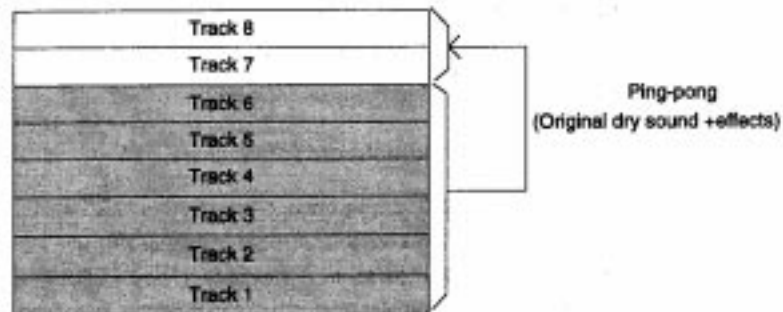 Track 8
Track 7
Track 6
Track 5
Track 4
Track 3
Track 2
Track 1
Ping-pong
(Original dry sound +effects)